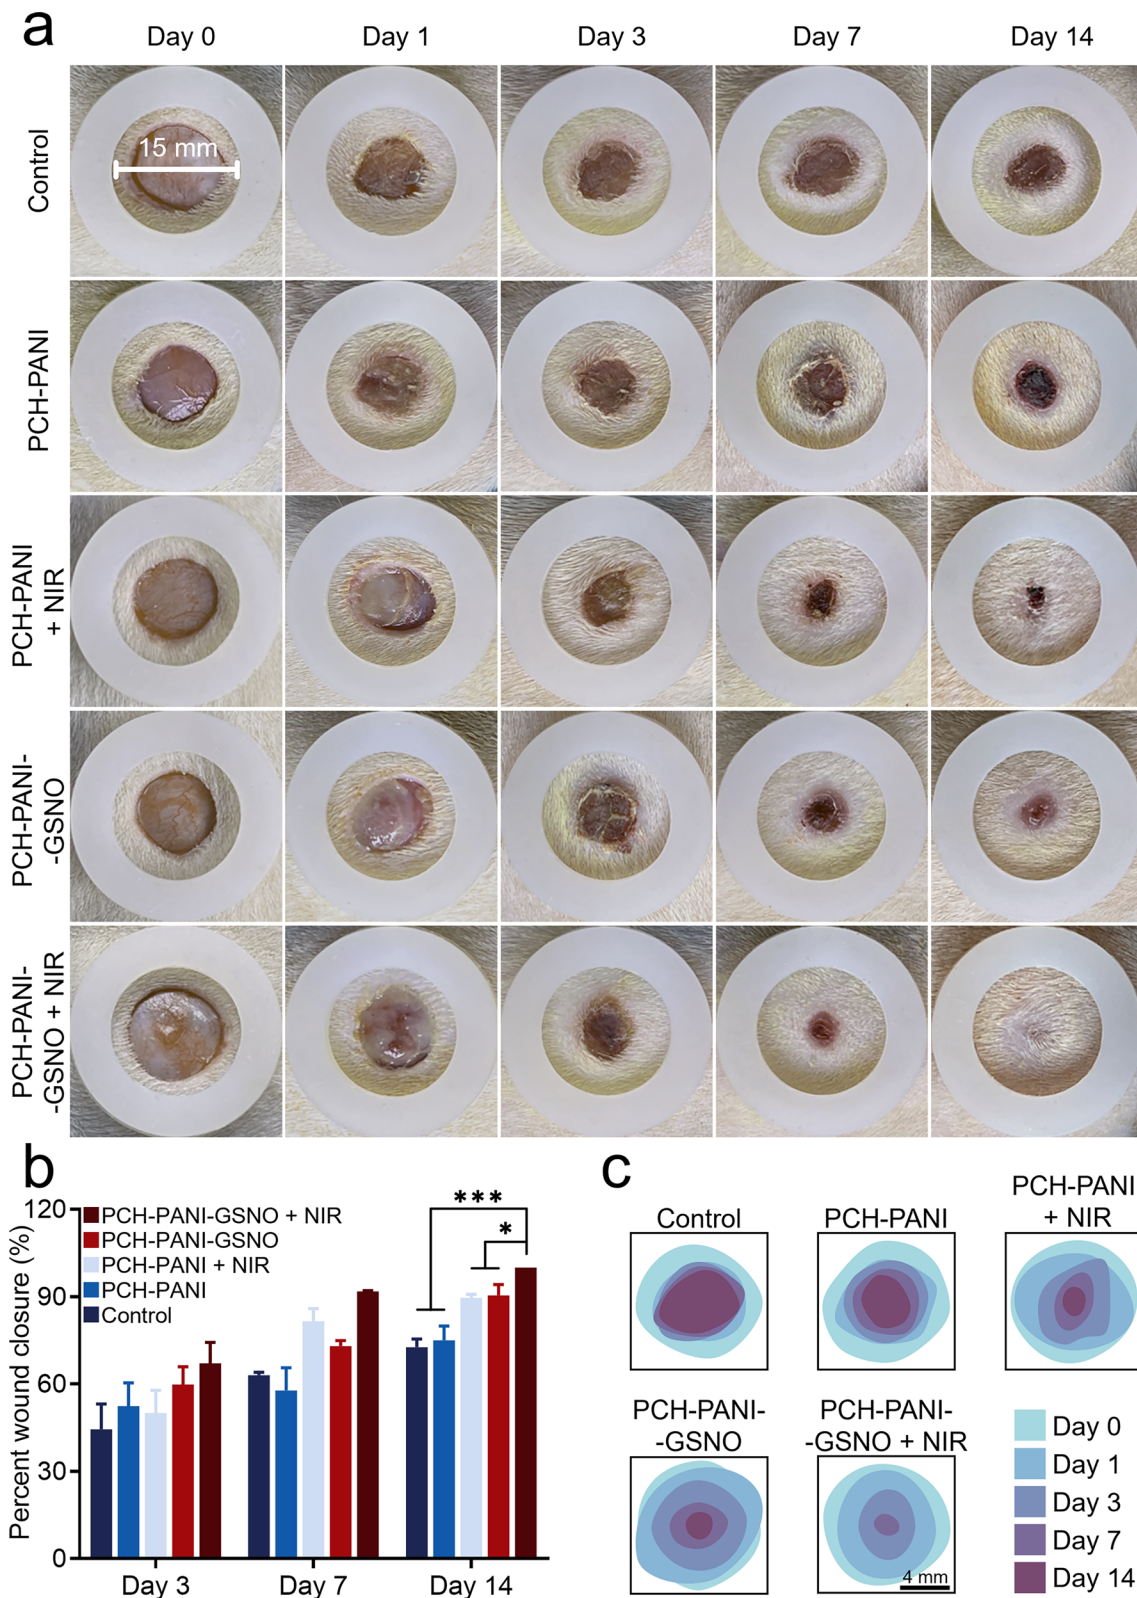 a
Day 0
Day 1
Day 3
Day 7
Day 14
Control
15 mm
PCH-PANI
PCH-PANI
+ NIR
PCH-PANI-
-GSNO
PCH-PANI-
-GSNO + NIR
b
Percent wound closure (%)
120
90
60
30
0
PCH-PANI-GSNO + NIR
PCH-PANI-GSNO
PCH-PANI + NIR
PCH-PANI
Control
***
*
Day 3
Day 7
Day 14
c
Control
PCH-PANI
PCH-PANI
+ NIR
PCH-PANI-
-GSNO
PCH-PANI-
-GSNO + NIR
4 mm
Day 0
Day 1
Day 3
Day 7
Day 14